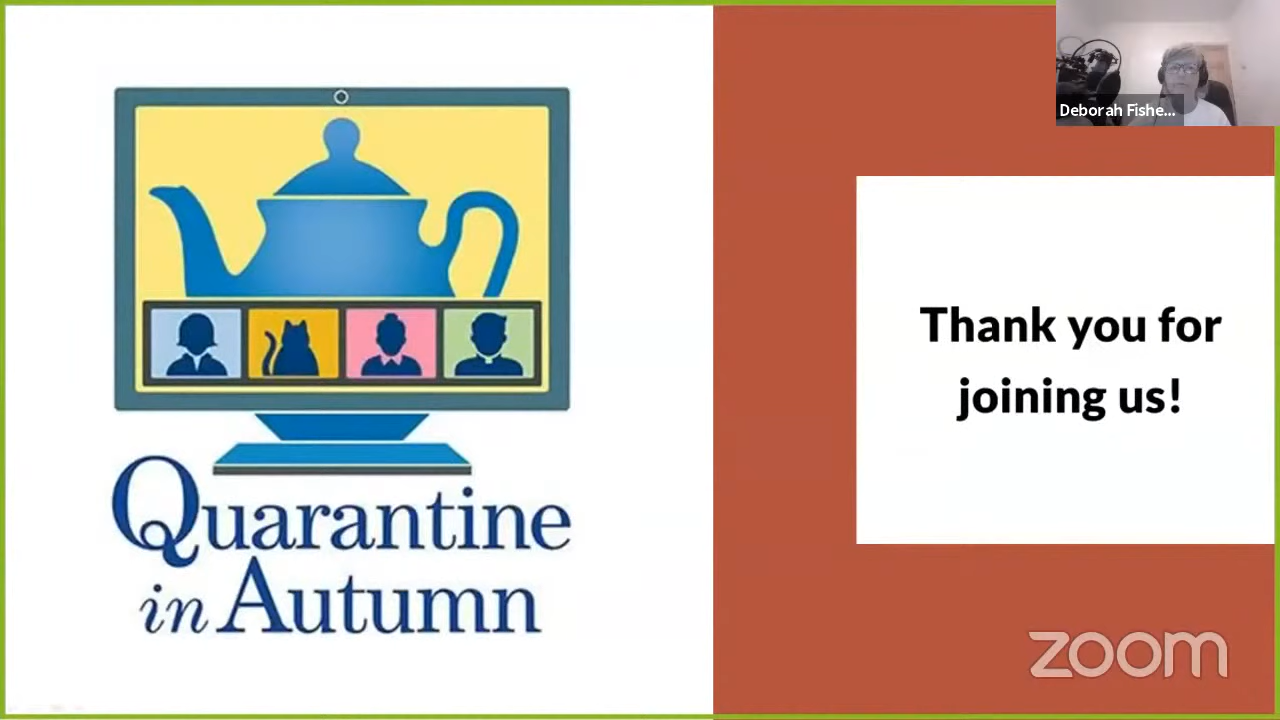 Deborah Fishe...
Thank you for
joining us!
Quarantine
in Autumn
zoom